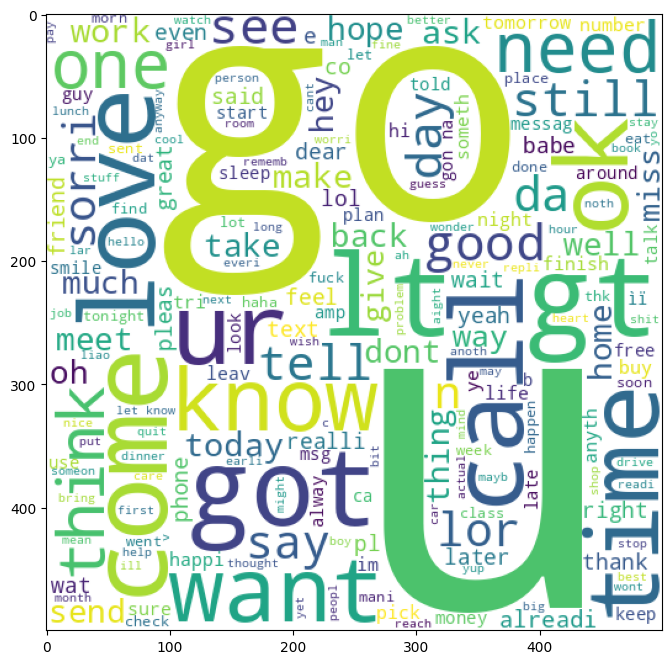 0
100
200
300
400
0
100
200
300
400
pay
morn
work
even
girl
watch
see
e
man
hope
let
fine
better
ask
tomorrow
number
need
one
guy
lunch
end
ya
sent
stuff
dat
find
hello
lar
smile
much
job
tonight
meet
liao
oh
love
anyway
cool
great
friend
sorri
go
person
said
start
room
cant
hey
co
worri
rememb
sleep
dear
make
lol
plan
lot
long
take
everi
back
hi
day
told
gon na
someth
guess
place
still
messag
babe
done
eat
book
stay
yo
around
ok
noth
miss
talk
da
night
wonder
hour
well
good
never
repli
finish
ah
give
problem
fuck
feel
amp
haha
next
tri
pleas
look
text
wish
ur
lt
aight
wait
yeah
way
call
gt
thk
ìï
shit
heart
home
free
buy
soon
dont
tell
leav
know
c
n
ye
anoth
may
b
life
happen
let know
nice
put
quit
think
come
use
someon
bring
mean
dinner
care
first
went>
help
ill
wat
month
send
sure
check
phone
today
realli
earli
msg
bit
got
might
alway
ca
say
thought
boy
pl
im
happi
want
yet
peopl
mani
pick
reach
u
thing
mind
week
actual
car
class
late
mayb
lor
later
yup
money
big
alreadi
anyth
shop
drive
readi
right
time
stop
thank
best
wont
keep